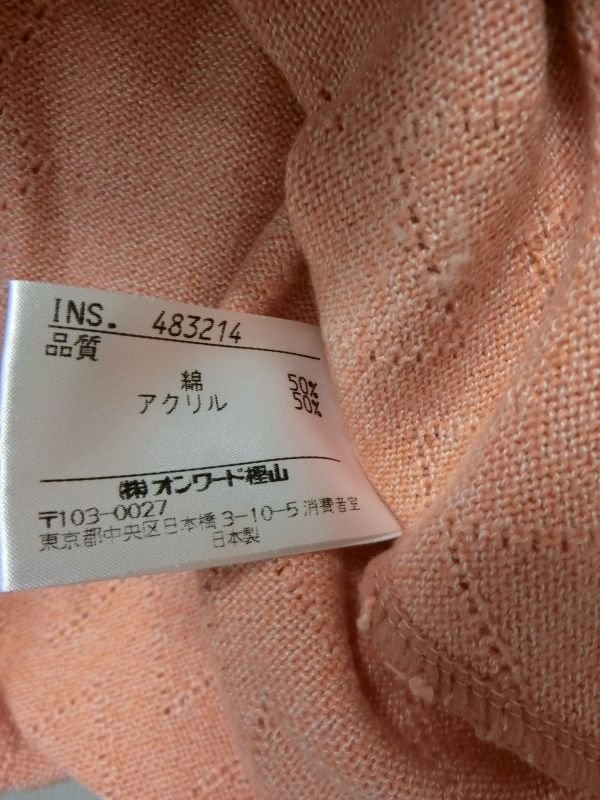 INS. 483214
品質
綿 50%
アクリル 50%
㈱オンワード樫山
〒103-0027
東京都中央区日本橋3-10-5 消費者室
日本製